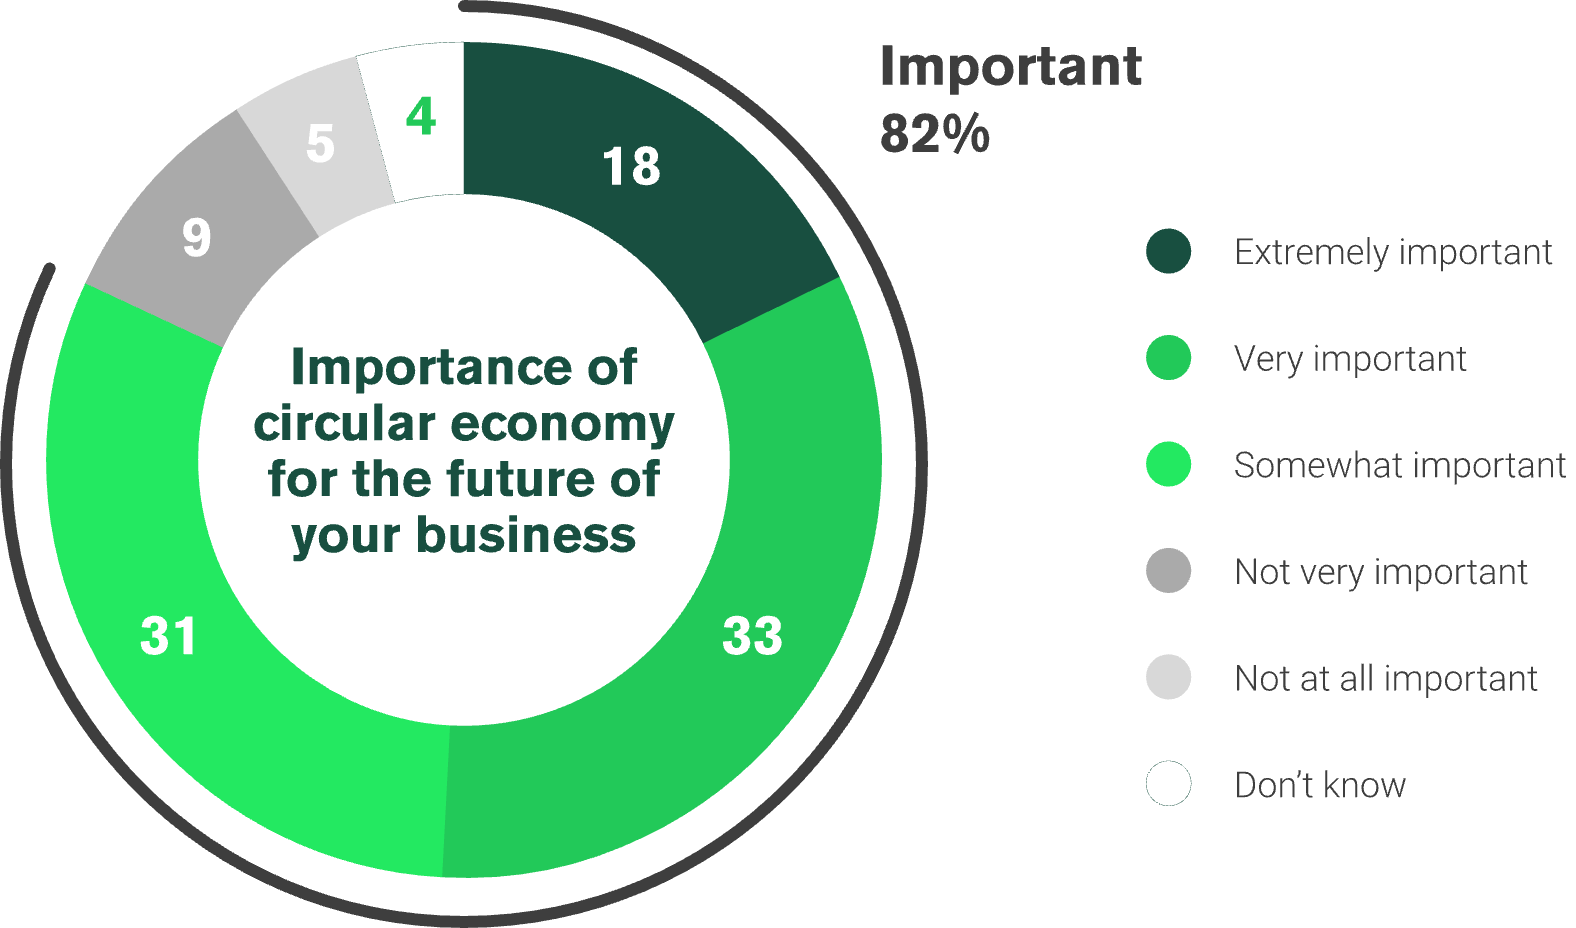 Important
82%
4
5
18
9
Importance of
circular economy
for the future of
your business
31
33
Extremely important
Very important
Somewhat important
Not very important
Not at all important
Don’t know